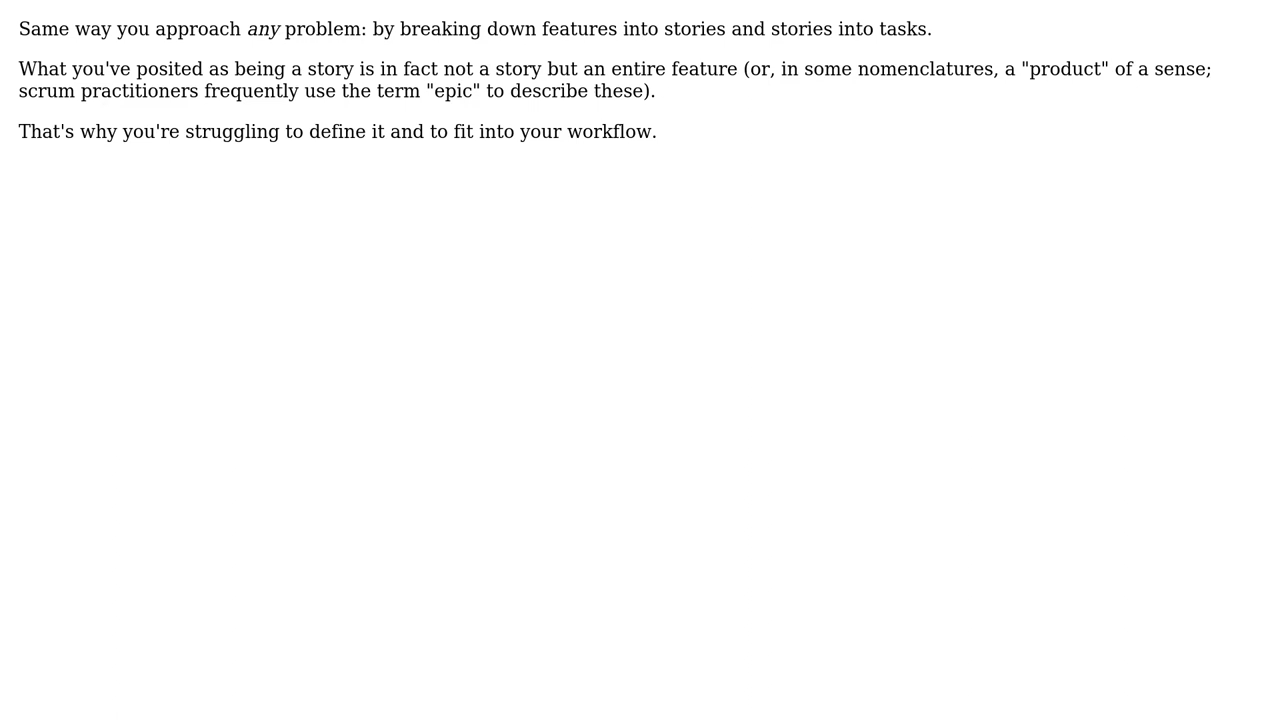 Same way you approach any problem: by breaking down features into stories and stories into tasks.
What you've posited as being a story is in fact not a story but an entire feature (or, in some nomenclatures, a "product" of a sense;
scrum practitioners frequently use the term "epic" to describe these).
That's why you're struggling to define it and to fit into your workflow.